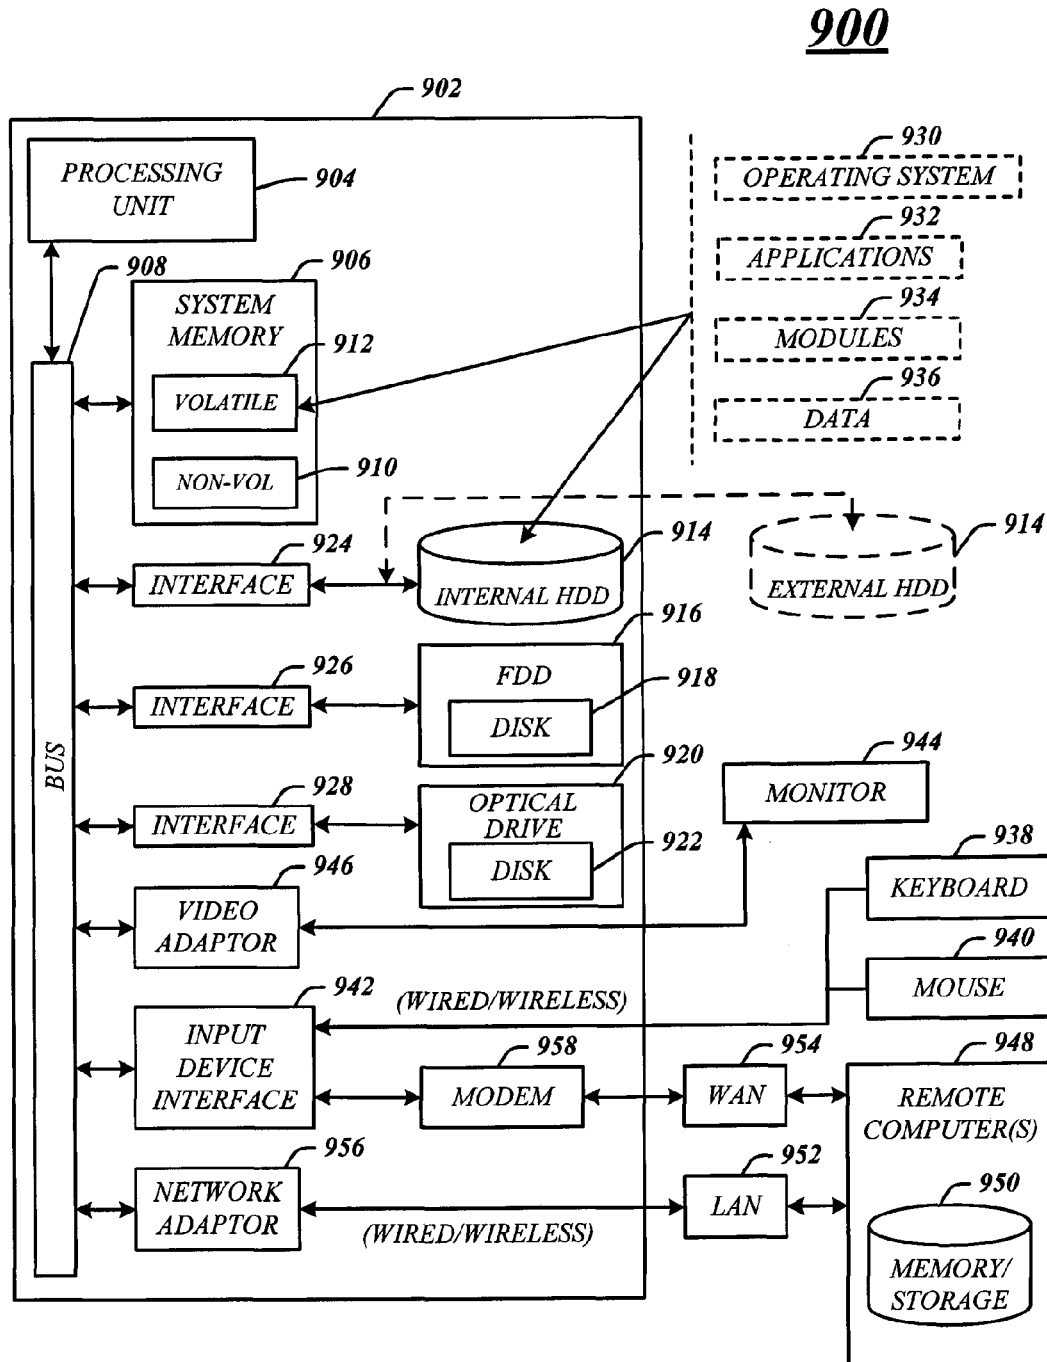 900
902
PROCESSING
UNIT
904
908
906
SYSTEM
MEMORY
912
VOLATILE
910
NON-VOL
930
OPERATING SYSTEM
932
APPLICATIONS
934
MODULES
936
DATA
924
INTERFACE
914
INTERNAL HDD
914
EXTERNAL HDD
916
926
INTERFACE
FDD
918
DISK
BUS
920
928
INTERFACE
OPTICAL
DRIVE
922
DISK
944
MONITOR
946
VIDEO
ADAPTOR
938
KEYBOARD
940
MOUSE
942
(WIRED/WIRELESS)
INPUT
DEVICE
INTERFACE
958
MODEM
954
WAN
948
REMOTE
COMPUTER(S)
956
NETWORK
ADAPTOR
(WIRED/WIRELESS)
952
LAN
950
MEMORY/
STORAGE